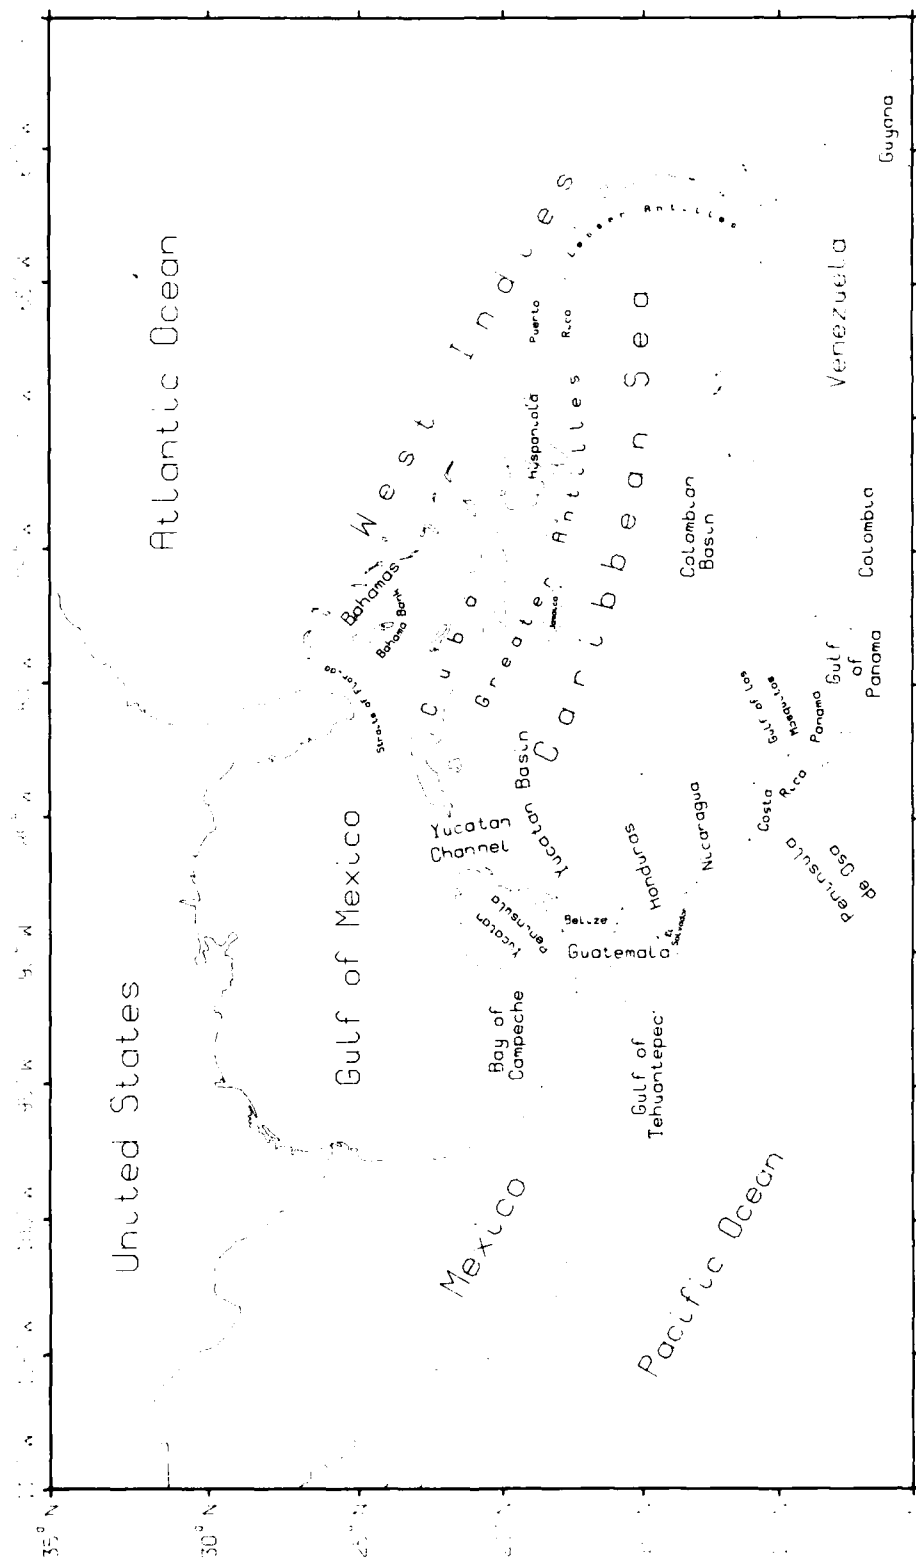 United States
Atlantic Ocean
Gulf of Mexico
West Indies
Bahamas
Bahama Bank
Straits of Florida
Cuba
Yucatan
Channel
Yucatan
Peninsula
Bay of
Campeche
Mexico
Greater Antilles
Hispaniola
Puerto
Rico
Lesser Antilles
Jamaica
Yucatan Basin
Caribbean Sea
Belize
Guatemala
Honduras
El
Salvador
Gulf of
Tehuantepec
Nicaragua
Colombian
Basin
Pacific Ocean
Costa
Rica
Gulf of Los
Mosquitos
Panama
Peninsula
de Osa
Gulf
of
Panama
Colombia
Venezuela
Guyana
35° N
30°
25°